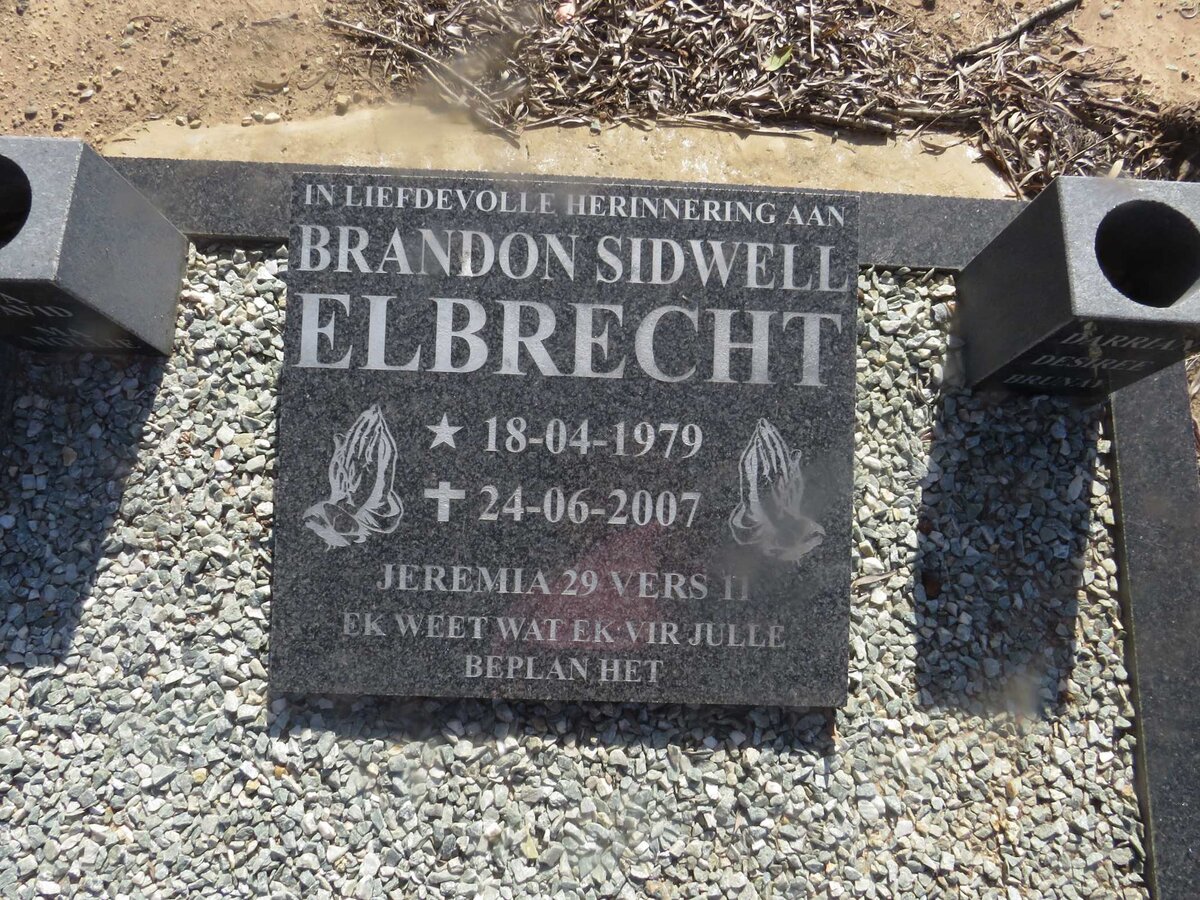 IN LIEFDEVOLLE HERINNERING AAN
BRANDON SIDWELL
ELBRECHT
18-04-1979
24-06-2007
JEREMIA 29 VERS 11
EK WEET WAT EK VIR JULLE
BEPLAN HET
DESIREE